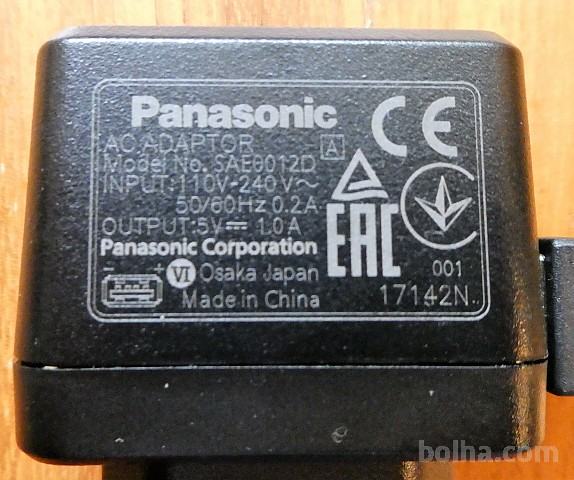 Panasonic
AC ADAPTOR A
Model No. SAE0012D
INPUT:110V-240V～
50/60Hz 0.2A
OUTPUT:5V⎓ 1.0A
Panasonic Corporation
- +
VI Osaka Japan
Made in China
CE
EAC
001
17142N
bolha.com